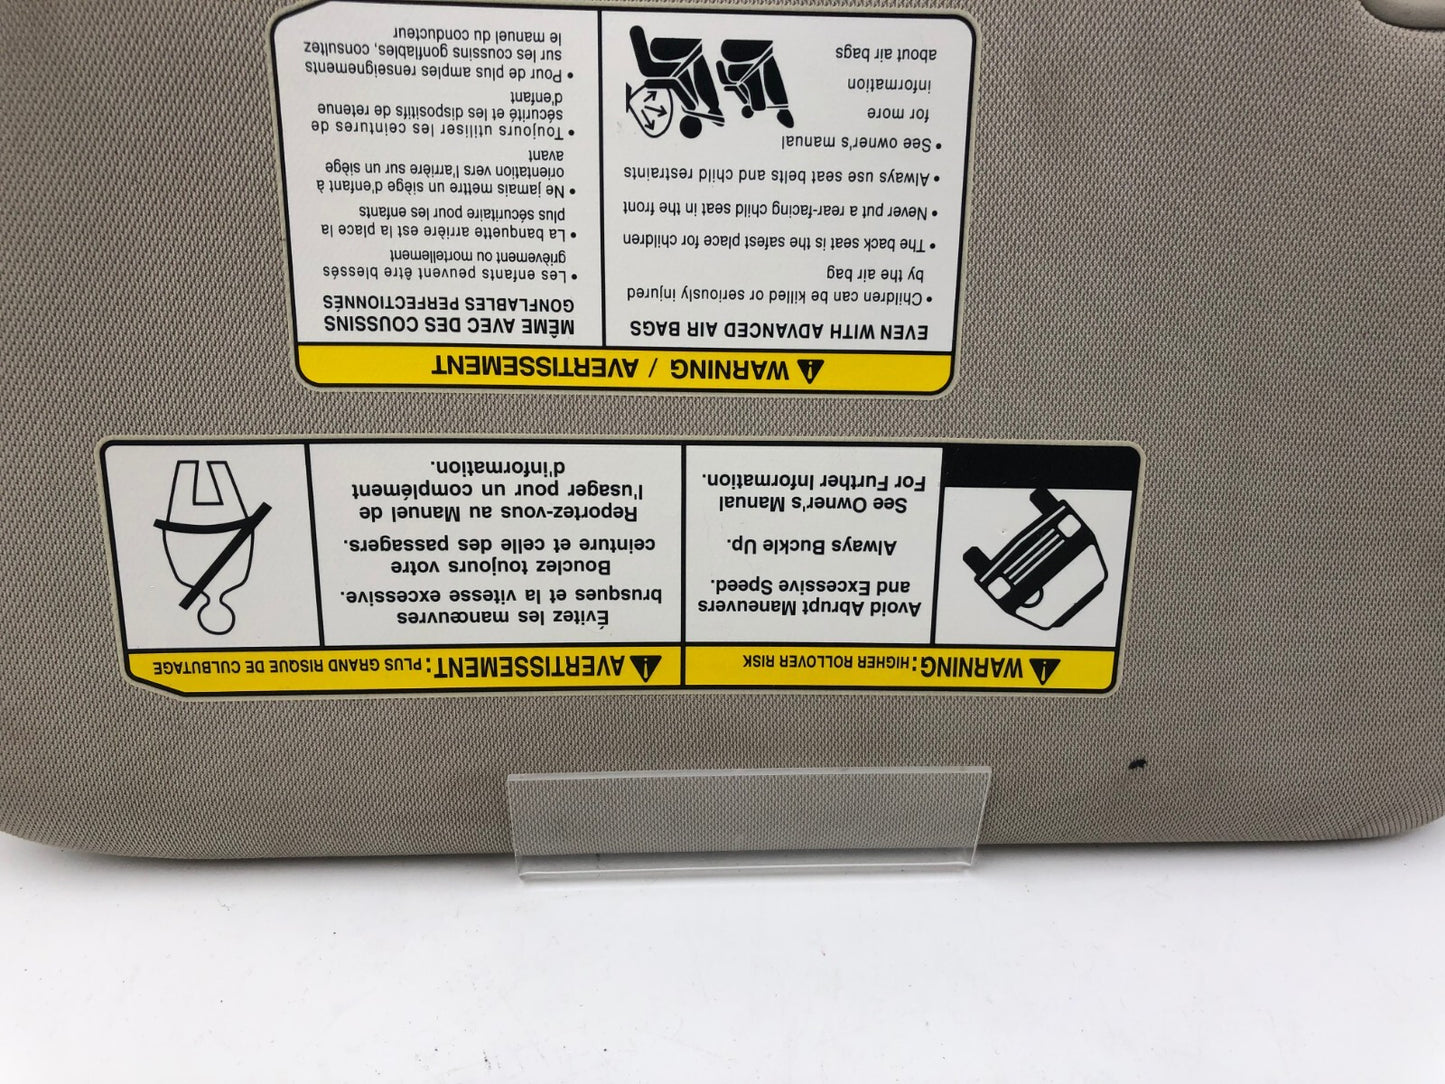 WARNING: HIGHER ROLLOVER RISK
Avoid Abrupt Maneuvers
and Excessive Speed.
Always Buckle Up.
See Owner's Manual
For Further Information.
AVERTISSEMENT: PLUS GRAND RISQUE DE CULBUTAGE
Évitez les manœuvres
brusques et la vitesse excessive.
Bouclez toujours votre
ceinture et celle des passagers.
Reportez-vous au Manuel de
l'usager pour un complément
d'information.
WARNING / AVERTISSEMENT
EVEN WITH ADVANCED AIR BAGS
• Children can be killed or seriously injured
by the air bag
• The back seat is the safest place for children
• Never put a rear-facing child seat in the front
• Always use seat belts and child restraints
• See owner's manual
for more
information
about air bags
MÊME AVEC DES COUSSINS
GONFLABLES PERFECTIONNÉS
• Les enfants peuvent être blessés
grièvement ou mortellement
• La banquette arrière est la place la
plus sécuritaire pour les enfants
• Ne jamais mettre un siège d'enfant à
orientation vers l'arrière sur un siège
avant
• Toujours utiliser les ceintures de
sécurité et les dispositifs de retenue
d'enfant
• Pour de plus amples renseignements
sur les coussins gonflables, consultez
le manuel du conducteur